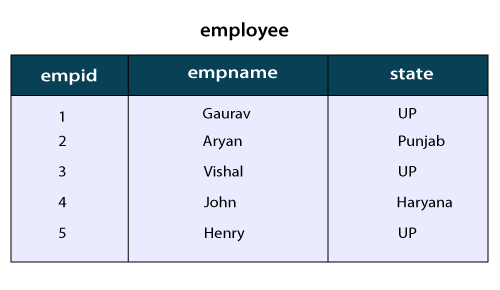 employee
empid empname state
1 Gaurav UP
2 Aryan Punjab
3 Vishal UP
4 John Haryana
5 Henry UP